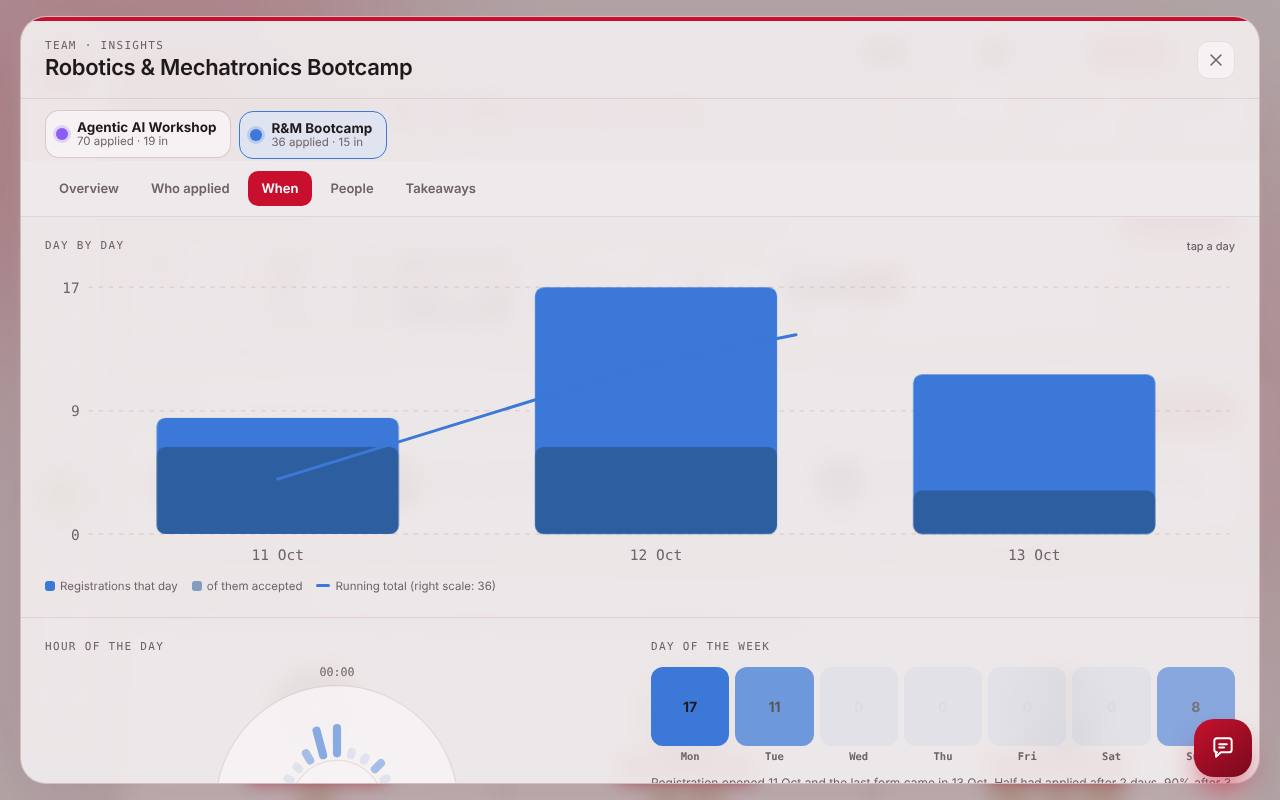 TEAM · INSIGHTS
Robotics & Mechatronics Bootcamp
Agentic AI Workshop
70 applied · 19 in
R&M Bootcamp
36 applied · 15 in
Overview Who applied When People Takeaways
DAY BY DAY
tap a day
17
9
0
11 Oct 12 Oct 13 Oct
Registrations that day of them accepted Running total (right scale: 36)
HOUR OF THE DAY
00:00
DAY OF THE WEEK
17 11 0 0 0 0 8
Mon Tue Wed Thu Fri Sat
Registration opened 11 Oct and the last form came in 13 Oct. Half had applied after 2 days, 90% after 3